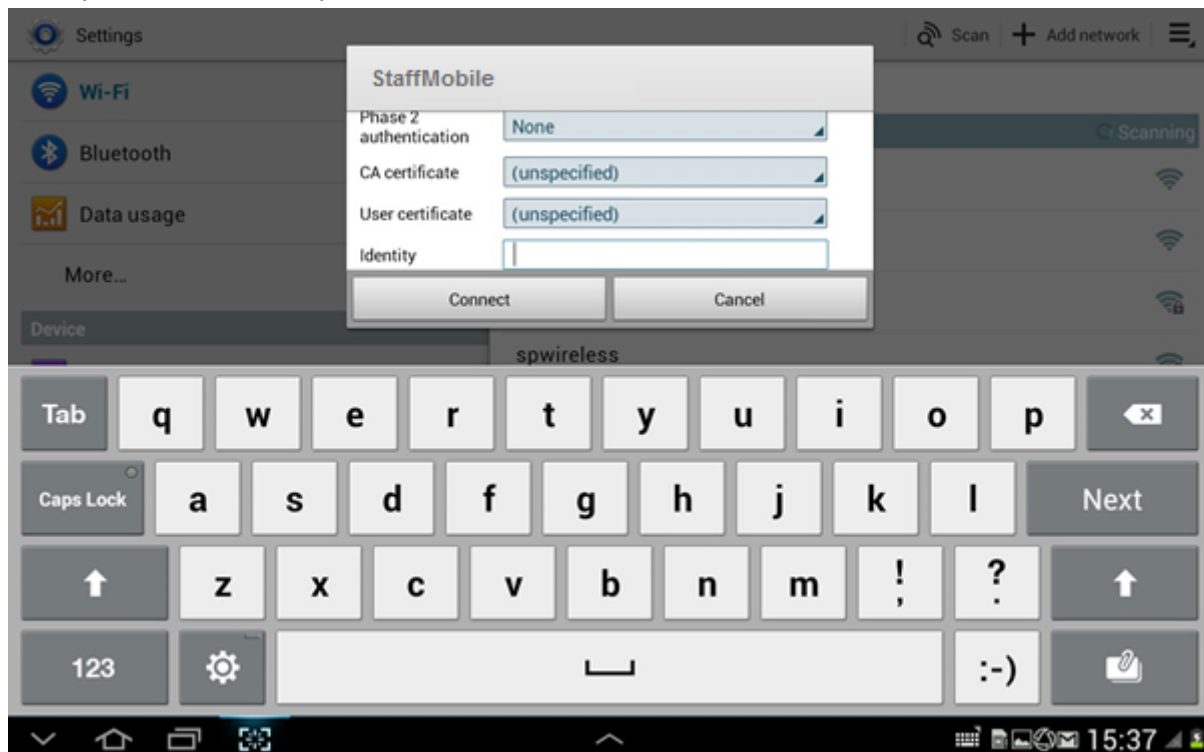 Settings
Scan
Add network
StaffMobile
Wi-Fi
Phase 2
authentication
None
Scanning
Bluetooth
CA certificate
(unspecified)
Data usage
User certificate
(unspecified)
Identity
More...
Connect
Cancel
Device
spwireless
Tab q w e r t y u i o p
Caps Lock a s d f g h j k l Next
z x c v b n m ! , ? .
123 :-)
15:37